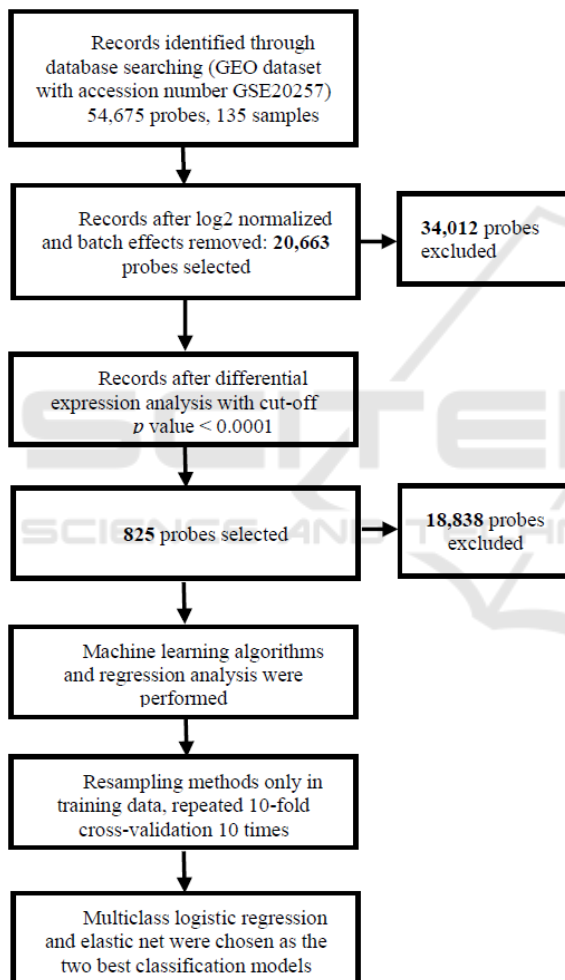 Records identified through
database searching (GEO dataset
with accession number GSE20257)
54,675 probes, 135 samples
Records after log2 normalized
and batch effects removed: 20,663
probes selected
34,012 probes
excluded
Records after differential
expression analysis with cut-off
p value < 0.0001
825 probes selected
18,838 probes
excluded
Machine learning algorithms
and regression analysis were
performed
Resampling methods only in
training data, repeated 10-fold
cross-validation 10 times
Multiclass logistic regression
and elastic net were chosen as the
two best classification models
SCITE
SCIENCE AND TECHN